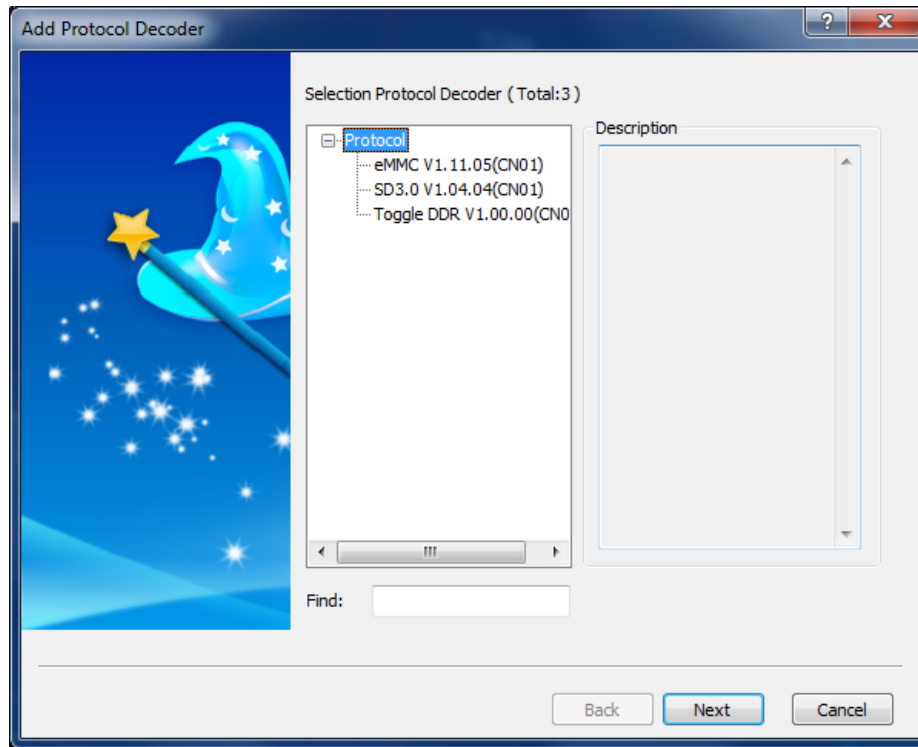 Add Protocol Decoder
Selection Protocol Decoder ( Total:3 )
Protocol
eMMC V1.11.05(CN01)
SD3.0 V1.04.04(CN01)
Toggle DDR V1.00.00(CN0
Description
Find:
Back
Next
Cancel